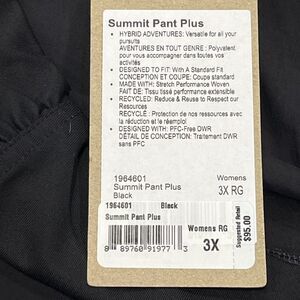 Summit Pant Plus
• HYBRID ADVENTURES: Versatile for all your
pursuits
AVENTURES EN TOUT GENRE : Polyvalent
pour vous accompagner dans toutes vos
activités
• DESIGNED TO FIT: With A Standard Fit
CONCEPTION ET COUPE: Coupe standard
• MADE WITH: Stretch Performance Woven
FAIT DE: Tissu tissé performance extensible
• RECYCLED: Reduce & Reuse to Respect our
Resources
RECYCLÉ : Protection de nos ressources avec
la réduction et le réemploi
• DESIGNED WITH: PFC-Free DWR
DÉTAIL DE CONCEPTION: Traitement DWR
sans PFC
1964601 Womens
Summit Pant Plus 3X RG
Black
1964601 Black
Summit Pant Plus
Womens RG
3X
8 89760 91977 3
Suggested Retail
$95.00